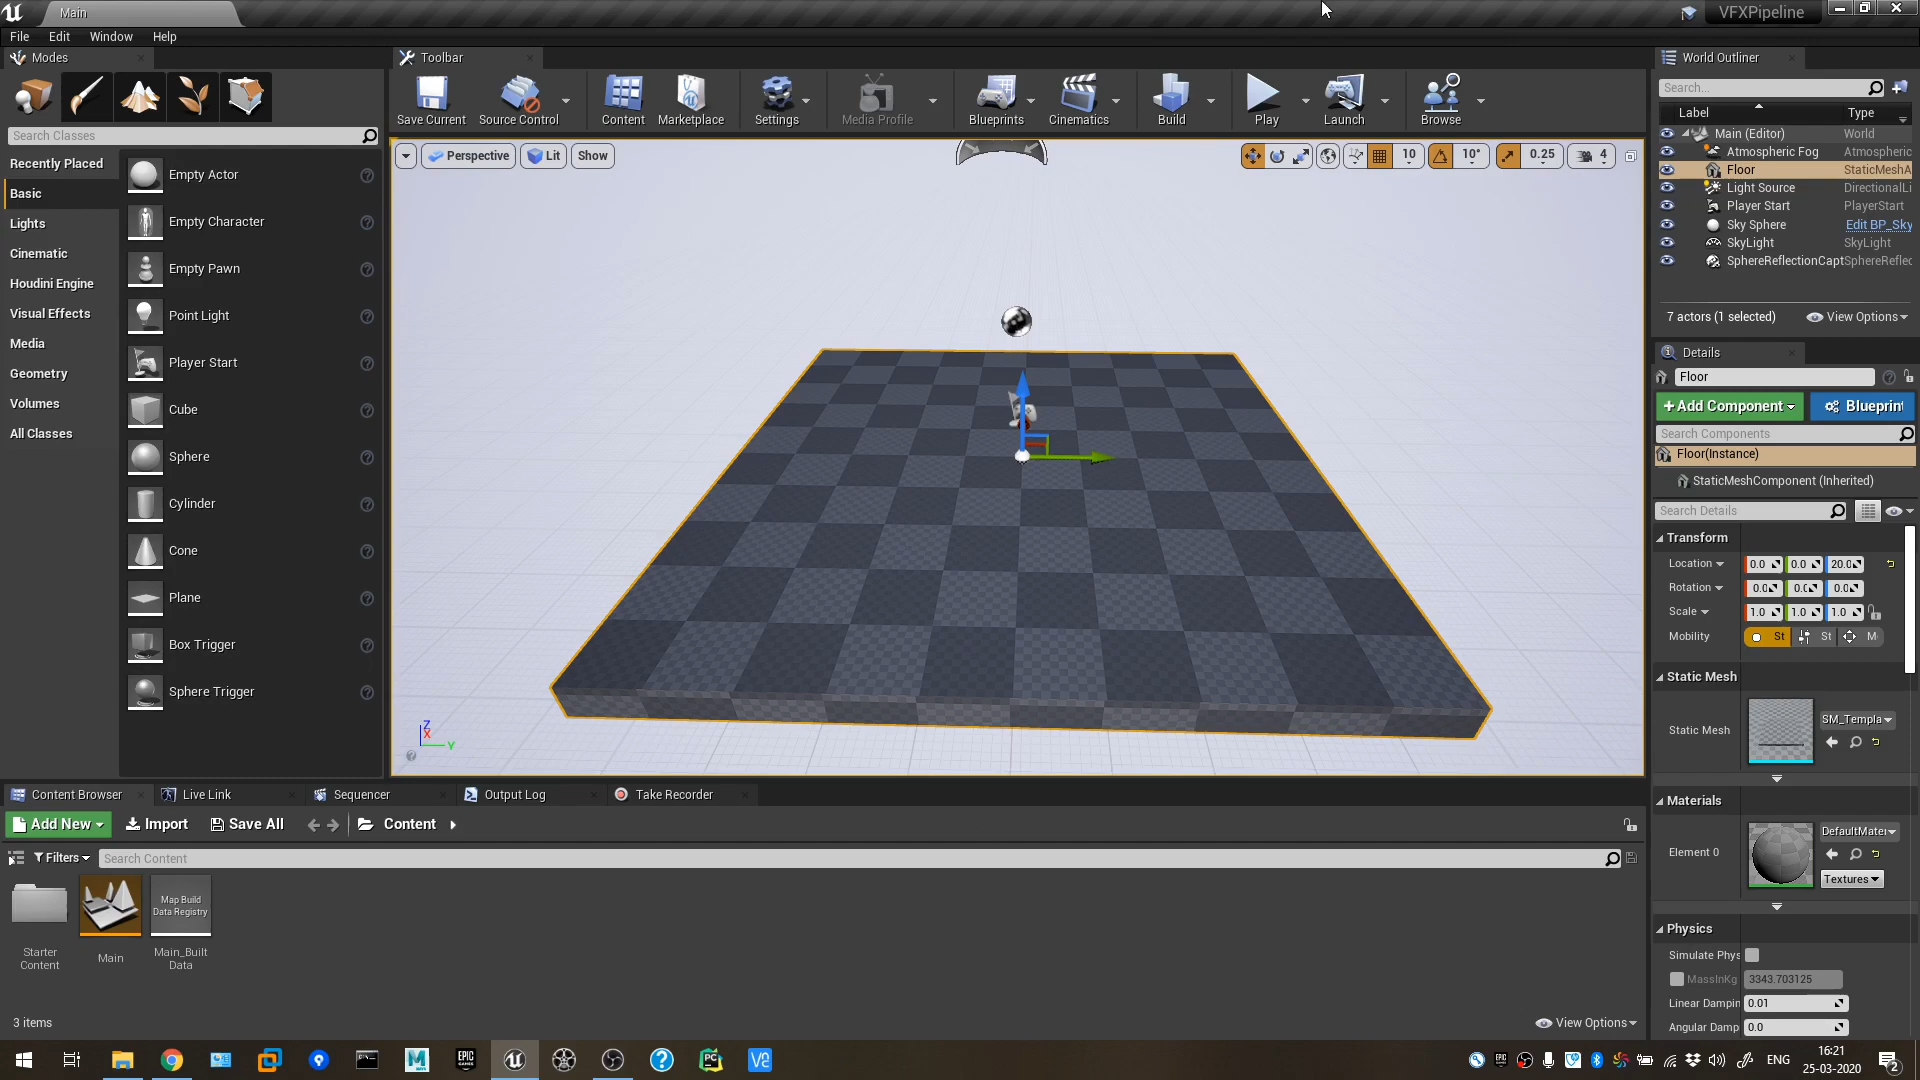 Main
VFXPipeline
File Edit Window Help
Modes
Search Classes
Recently Placed
Basic
Lights
Cinematic
Houdini Engine
Visual Effects
Media
Geometry
Volumes
All Classes
Empty Actor
Empty Character
Empty Pawn
Point Light
Player Start
Cube
Sphere
Cylinder
Cone
Plane
Box Trigger
Sphere Trigger
Toolbar
Save Current Source Control Content Marketplace Settings Media Profile Blueprints Cinematics Build Play Launch Browse
Perspective Lit Show
10 10° 0.25 4
Z
X
Y
World Outliner
Search...
Label Type
Main (Editor) World
Atmospheric Fog Atmospheric
Floor StaticMeshA
Light Source DirectionalLi
Player Start PlayerStart
Sky Sphere Edit BP_Sky
SkyLight SkyLight
SphereReflectionCapt SphereReflec
7 actors (1 selected) View Options
Details
Floor
+Add Component Blueprint
Search Components
Floor(Instance)
StaticMeshComponent (Inherited)
Search Details
Transform
Location 0.0 0.0 20.0
Rotation 0.0 0.0 0.0
Scale 1.0 1.0 1.0
Mobility St St M
Static Mesh
Static Mesh SM_Templa
Materials
Element 0 DefaultMater
Textures
Physics
Simulate Phys
MassInKg 3343.703125
Linear Dampin 0.01
Angular Damp 0.0
Content Browser Live Link Sequencer Output Log Take Recorder
Add New Import Save All Content
Filters Search Content
Map Build
Data Registry
Starter
Content
Main
Main_Built
Data
3 items View Options
EPIC
GAMES
PC
ENG
16:21
25-03-2020
2